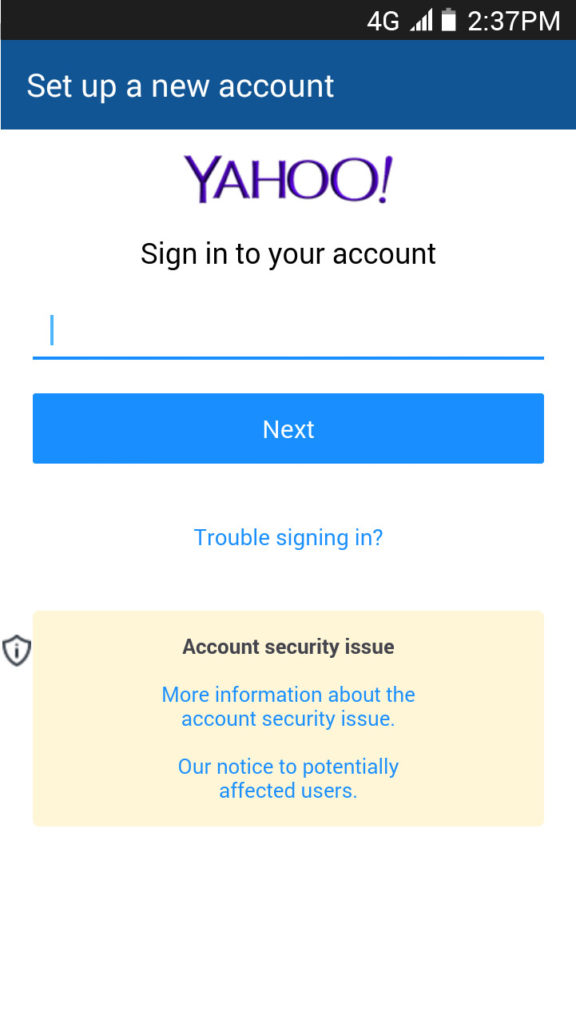 4G 2:37PM
Set up a new account
YAHOO!
Sign in to your account
Next
Trouble signing in?
Account security issue
More information about the
account security issue.
Our notice to potentially
affected users.